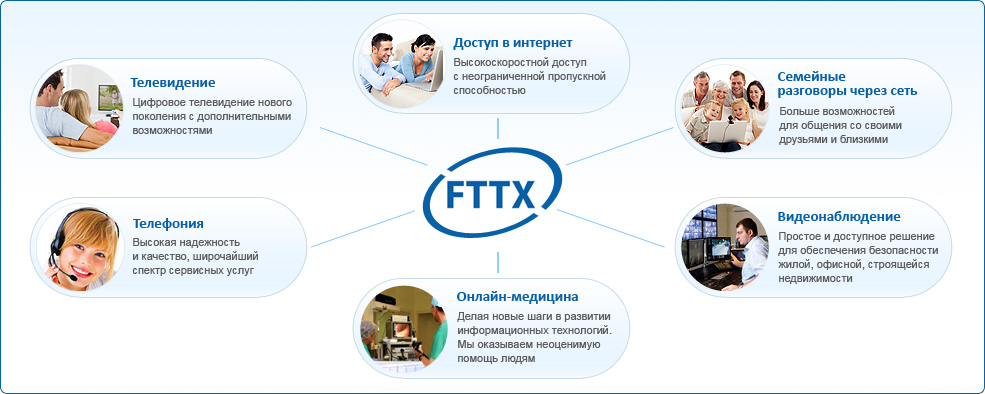 Доступ в интернет
Высокоскоростной доступ
с неограниченной пропускной
способностью
Телевидение
Цифровое телевидение нового
поколения с дополнительными
возможностями
Семейные
разговоры через сеть
Больше возможностей
для общения со своими
друзьями и близкими
FTTX
Телефония
Высокая надежность
и качество, широчайший
спектр сервисных услуг
Видеонаблюдение
Простое и доступное решение
для обеспечения безопасности
жилой, офисной, строящейся
недвижимости
Онлайн-медицина
Делая новые шаги в развитии
информационных технологий.
Мы оказываем неоценимую
помощь людям